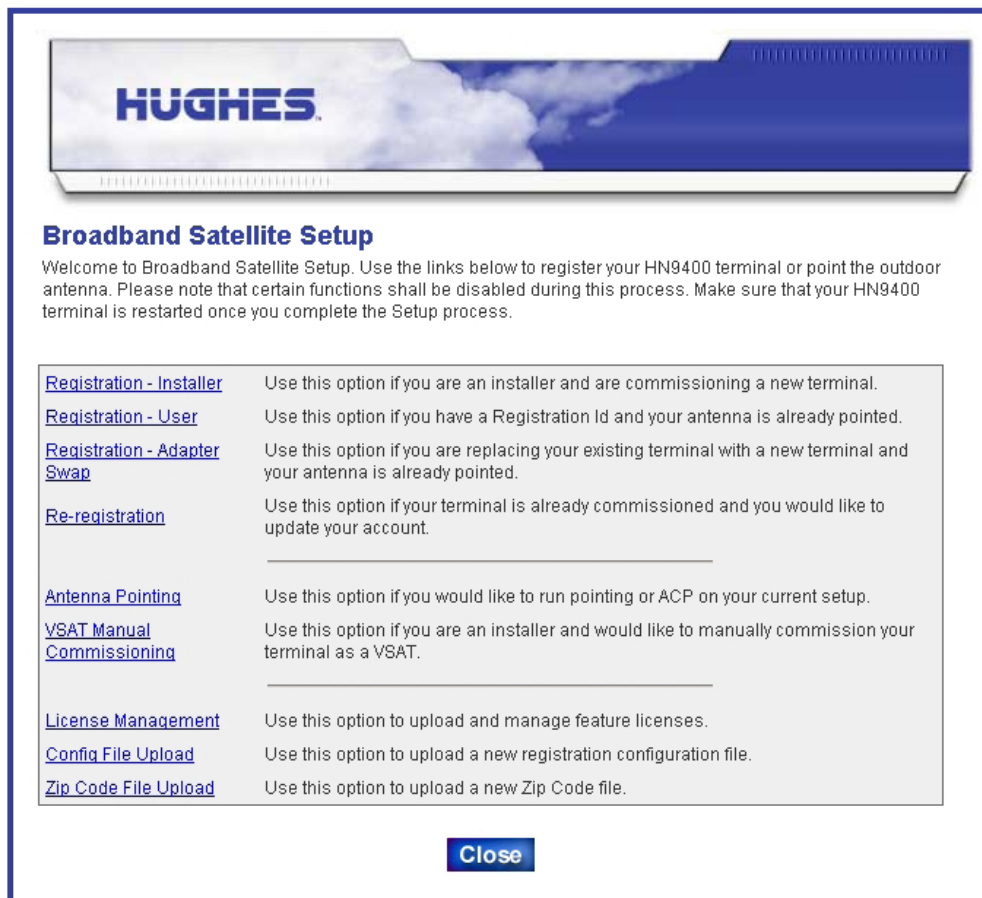 HUGHES
Broadband Satellite Setup
Welcome to Broadband Satellite Setup. Use the links below to register your HN9400 terminal or point the outdoor
antenna. Please note that certain functions shall be disabled during this process. Make sure that your HN9400
terminal is restarted once you complete the Setup process.
Registration - Installer Use this option if you are an installer and are commissioning a new terminal.
Registration - User Use this option if you have a Registration Id and your antenna is already pointed.
Registration - Adapter Swap Use this option if you are replacing your existing terminal with a new terminal and
your antenna is already pointed.
Re-registration Use this option if your terminal is already commissioned and you would like to
update your account.
Antenna Pointing Use this option if you would like to run pointing or ACP on your current setup.
VSAT Manual Commissioning Use this option if you are an installer and would like to manually commission your
terminal as a VSAT.
License Management Use this option to upload and manage feature licenses.
Config File Upload Use this option to upload a new registration configuration file.
Zip Code File Upload Use this option to upload a new Zip Code file.
Close